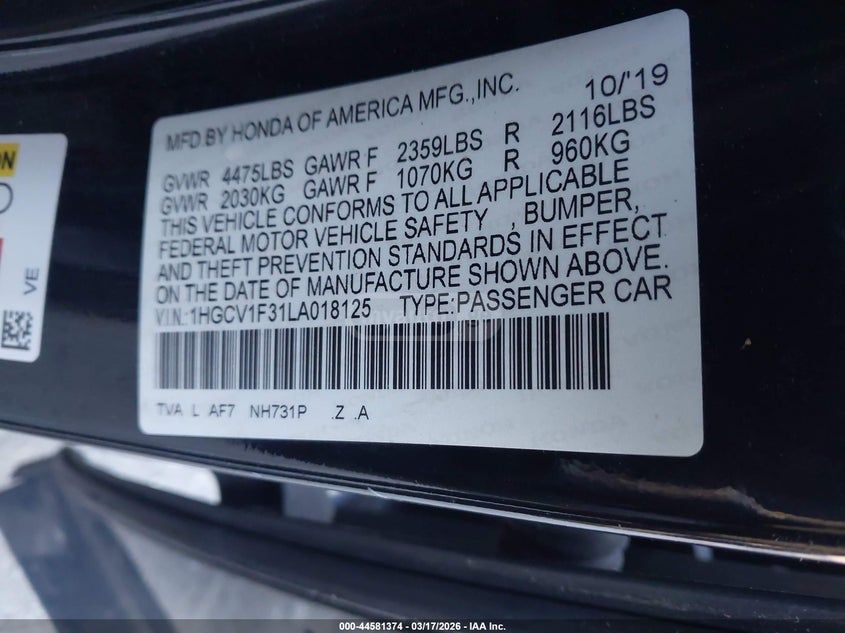 MFD BY HONDA OF AMERICA MFG.,INC. 10/'19
GVWR 4475LBS GAWR F 2359LBS R 2116LBS
GVWR 2030KG GAWR F 1070KG R 960KG
THIS VEHICLE CONFORMS TO ALL APPLICABLE
FEDERAL MOTOR VEHICLE SAFETY , BUMPER,
AND THEFT PREVENTION STANDARDS IN EFFECT
ON THE DATE OF MANUFACTURE SHOWN ABOVE.
V.I.N.:1HGCV1F31LA018125 TYPE:PASSENGER CAR
TVA L AF7 NH731P .Z .A
VE
000-44581374 | 03/17/2026 - IAA Inc.